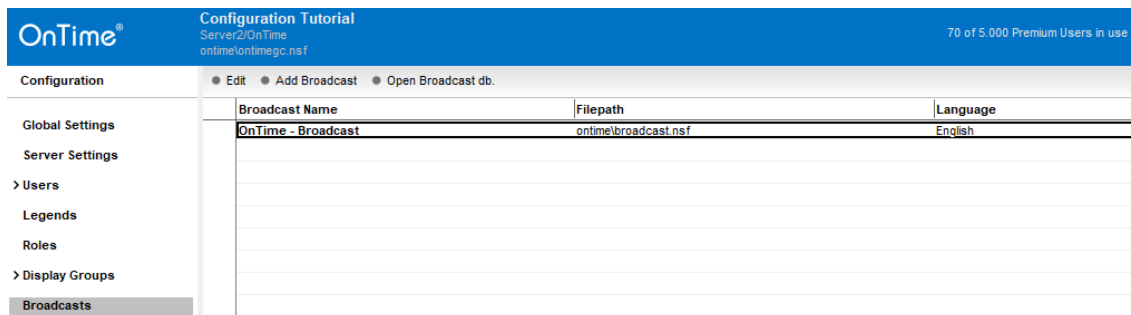 OnTime®
Configuration Tutorial
Server2/OnTime
ontime\ontimegc.nsf
70 of 5.000 Premium Users in use
Configuration
Edit Add Broadcast Open Broadcast db.
Broadcast Name Filepath Language
OnTime - Broadcast ontime\broadcast.nsf English
Global Settings
Server Settings
Users
Legends
Roles
Display Groups
Broadcasts